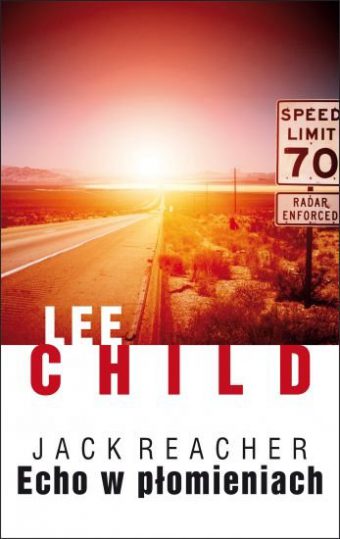 SPEED
LIMIT
70
RADAR
ENFORCED
LEE
CHILD
JACK REACHER
Echo w płomieniach